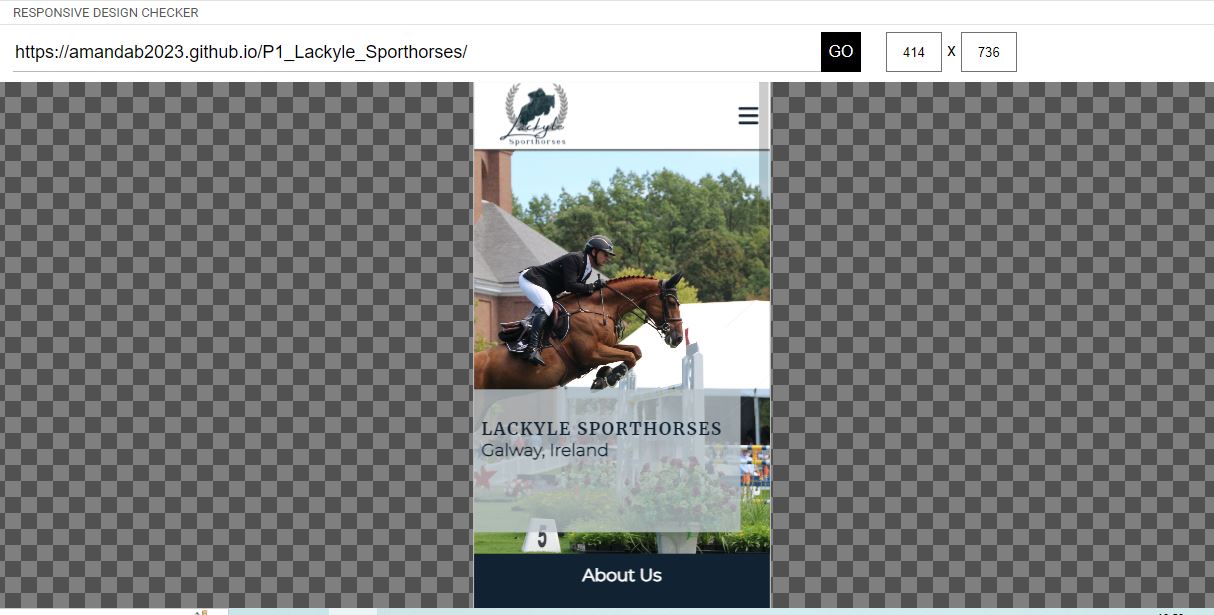 RESPONSIVE DESIGN CHECKER
https://amandab2023.github.io/P1_Lackyle_Sporthorses/ GO 414 X 736
Lackyle
Sporthorses
LACKYLE SPORTHORSES
Galway, Ireland
5
About Us